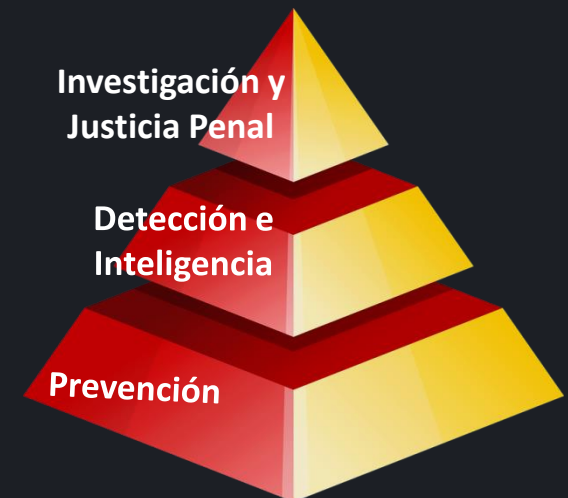 Investigación y
Justicia Penal
Detección e
Inteligencia
Prevención